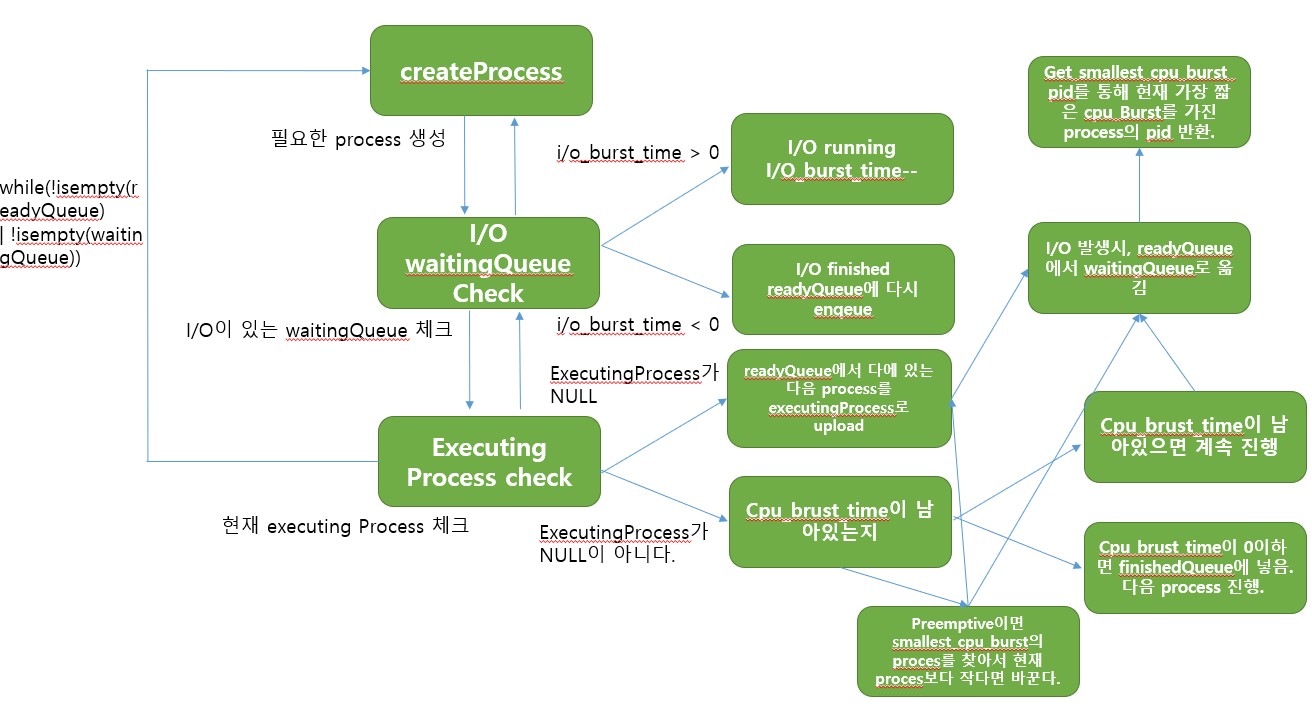 createProcess
필요한 process 생성
while(!isempty(r
eadyQueue)
| !isempty(waitin
gQueue))
I/O
waitingQueue
Check
I/O이 있는 waitingQueue 체크
Executing
Process check
현재 executing Process 체크
i/o_burst_time > 0
I/O running
I/O_burst_time--
I/O finished
readyQueue에 다시
enqeue
i/o_burst_time < 0
ExecutingProcess가
NULL
readyQueue에서 다에 있는
다음 process를
executingProcess로
upload
ExecutingProcess가
NULL이 아니다.
Cpu_brust_time이 남
아있는지
Preemptive이면
smallest_cpu_burst의
proces를 찾아서 현재
proces보다 작다면 바꾼다.
Get_smallest_cpu_burst_
pid를 통해 현재 가장 짧
은 cpu_Burst를 가진
process의 pid 반환.
I/O 발생시, readyQueue
에서 waitingQueue로 옮
김
Cpu_brust_time이 남
아있으면 계속 진행
Cpu_brust_time이 0이하
면 finishedQueue에 넣음.
다음 process 진행.